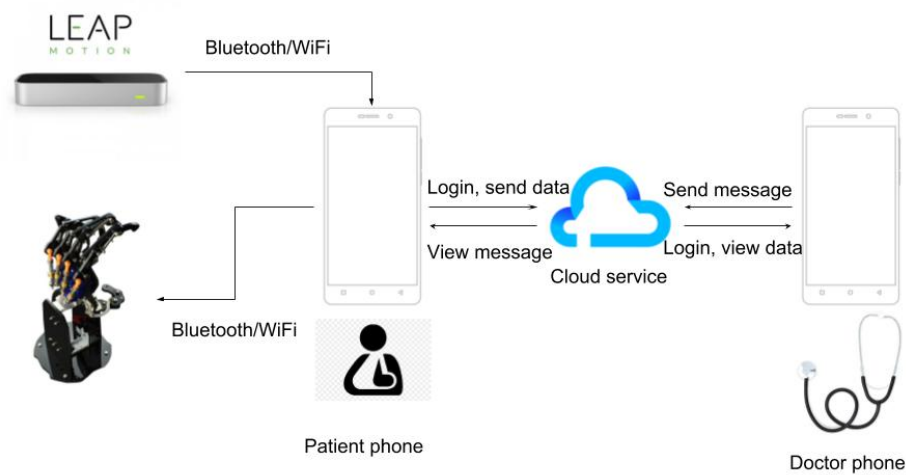 LEAP
MOTION
Bluetooth/WiFi
Login, send data
Send message
View message
Login, view data
Cloud service
Bluetooth/WiFi
Patient phone
Doctor phone